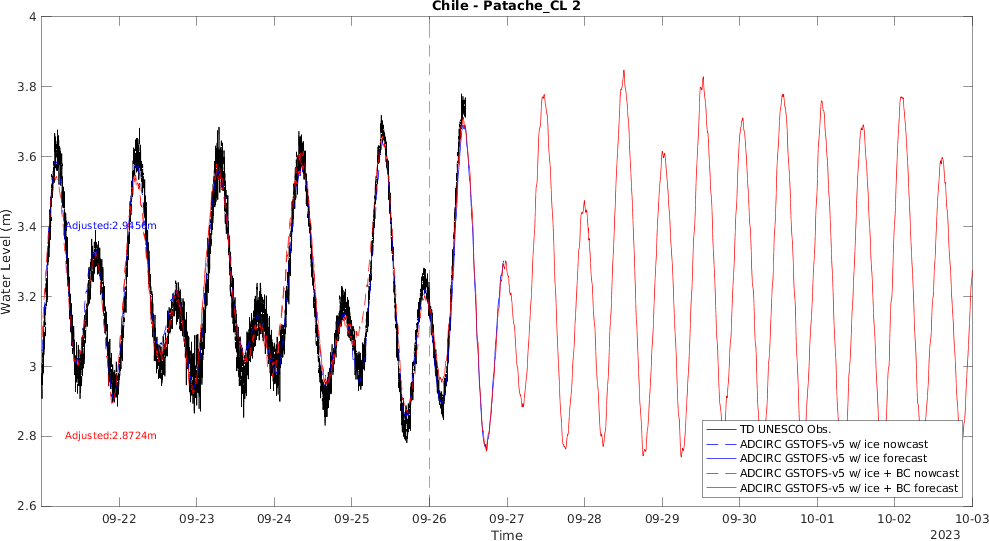 Chile - Patache_CL 2
4
3.8
3.6
3.4
3.2
3
2.8
2.6
Water Level (m)
Adjusted:2.9456m
Adjusted:2.8724m
TD UNESCO Obs.
ADCIRC GSTOFS-v5 w/ ice nowcast
ADCIRC GSTOFS-v5 w/ ice forecast
ADCIRC GSTOFS-v5 w/ ice + BC nowcast
ADCIRC GSTOFS-v5 w/ ice + BC forecast
09-22 09-23 09-24 09-25 09-26 09-27 09-28 09-29 09-30 10-01 10-02 10-03
Time
2023